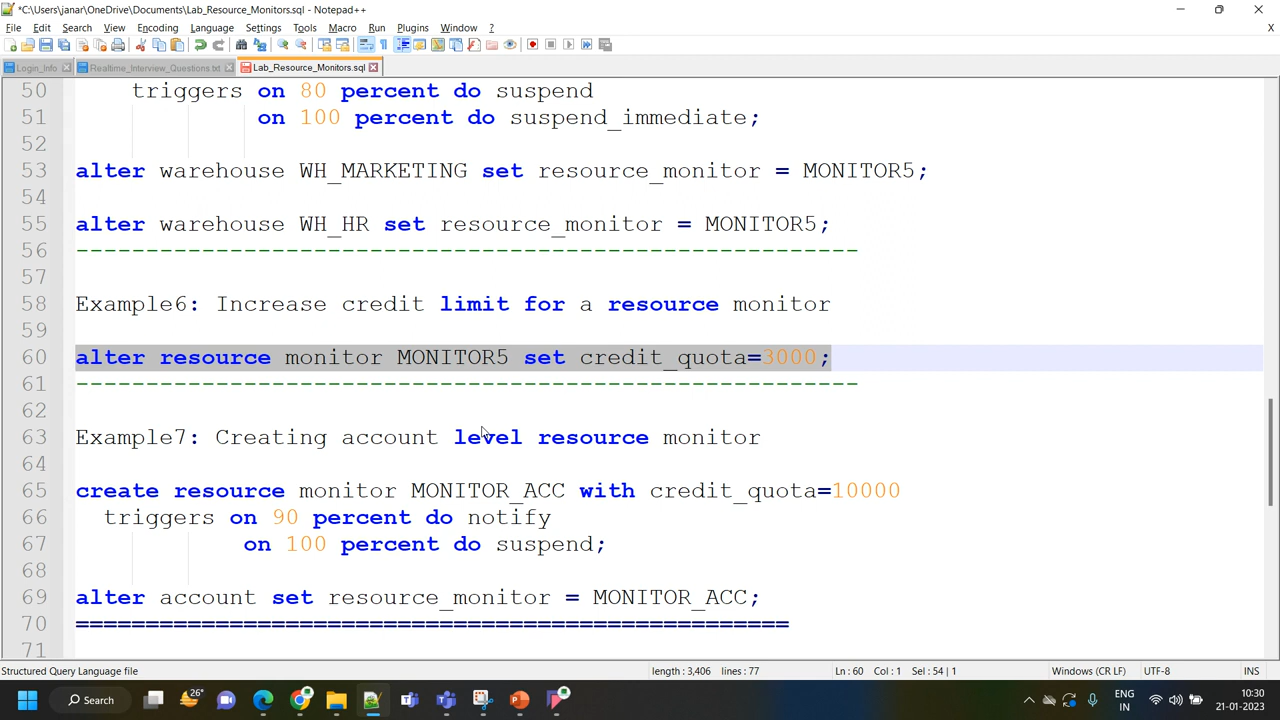 *C:\Users\janar\OneDrive\Documents\Lab_Resource_Monitors.sql - Notepad++
File Edit Search View Encoding Language Settings Tools Macro Run Plugins Window ?
X
Login_Info Realtime_Interview_Questions.txt Lab_Resource_Monitors.sql
50 triggers on 80 percent do suspend
51 on 100 percent do suspend_immediate;
52
53 alter warehouse WH_MARKETING set resource_monitor = MONITOR5;
54
55 alter warehouse WH_HR set resource_monitor = MONITOR5;
56 --------------------------------------------------------
57
58 Example6: Increase credit limit for a resource monitor
59
60 alter resource monitor MONITOR5 set credit_quota=3000;
61 --------------------------------------------------------
62
63 Example7: Creating account level resource monitor
64
65 create resource monitor MONITOR_ACC with credit_quota=10000
66 triggers on 90 percent do notify
67 on 100 percent do suspend;
68
69 alter account set resource_monitor = MONITOR_ACC;
70 ===================================================
71
Structured Query Language file length : 3,406 lines : 77 Ln : 60 Col : 1 Sel : 54 | 1 Windows (CR LF) UTF-8 INS
Search 26° ENG 10:30
IN 21-01-2023